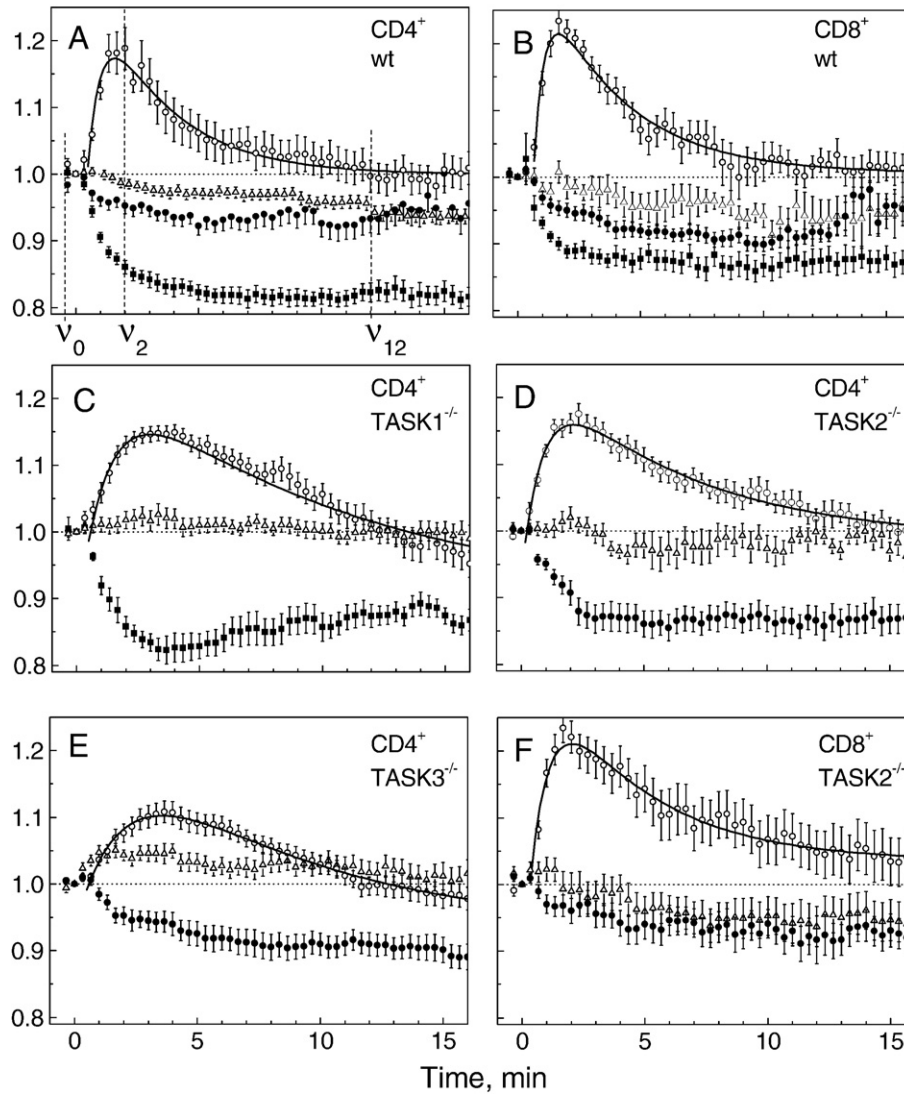 A
CD4⁺
wt
1.2
1.1
1.0
0.9
0.8
ν₀
ν₂
ν₁₂
B
CD8⁺
wt
C
CD4⁺
TASK1⁻/⁻
1.2
1.1
1.0
0.9
0.8
D
CD4⁺
TASK2⁻/⁻
E
CD4⁺
TASK3⁻/⁻
1.2
1.1
1.0
0.9
0.8
0 5 10 15
F
CD8⁺
TASK2⁻/⁻
0 5 10 15
Time, min